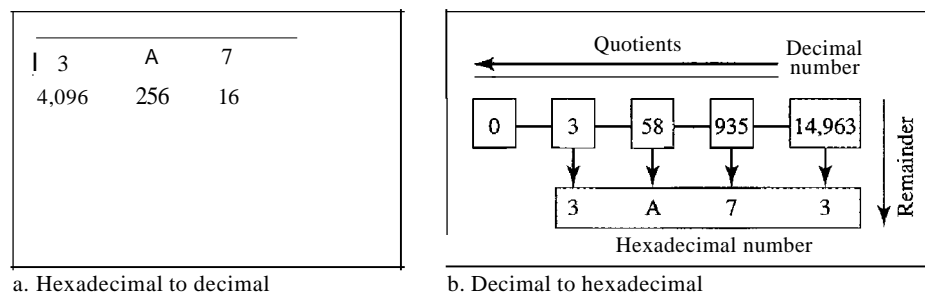 3 A 7
4,096 256 16
a. Hexadecimal to decimal
Quotients
Decimal
number
0 3 58 935 14,963
Remainder
3 A 7 3
Hexadecimal number
b. Decimal to hexadecimal